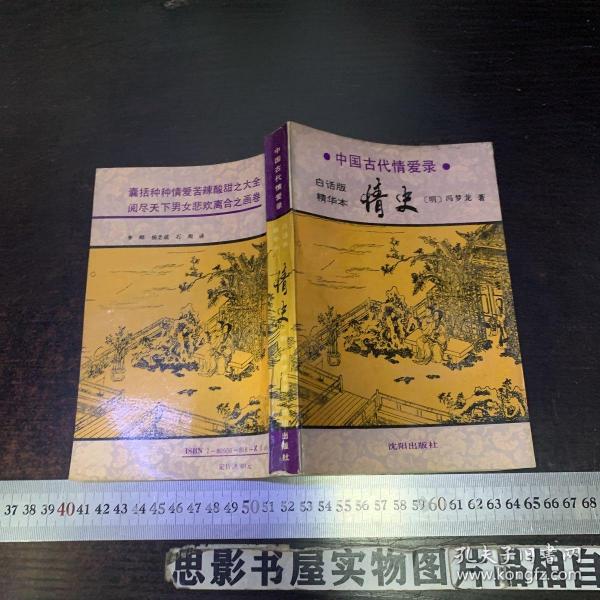 囊括种种情爱苦辣酸甜之大全
阅尽天下男女悲欢离合之画卷
中国古代情爱录
情史
出版社
•中国古代情爱录•
白话版
精华本
情史
〔明〕冯梦龙 著
沈阳出版社
ISBN 7-
37 38 39 40 41 42 43 44 45 46 47 48 49 50 51 52 53 54 55 56 57 58 59 60 61 62 63 64 65 66 67 68
思影书屋实物图片
相自
孔夫子旧书网
www.kongfz.com